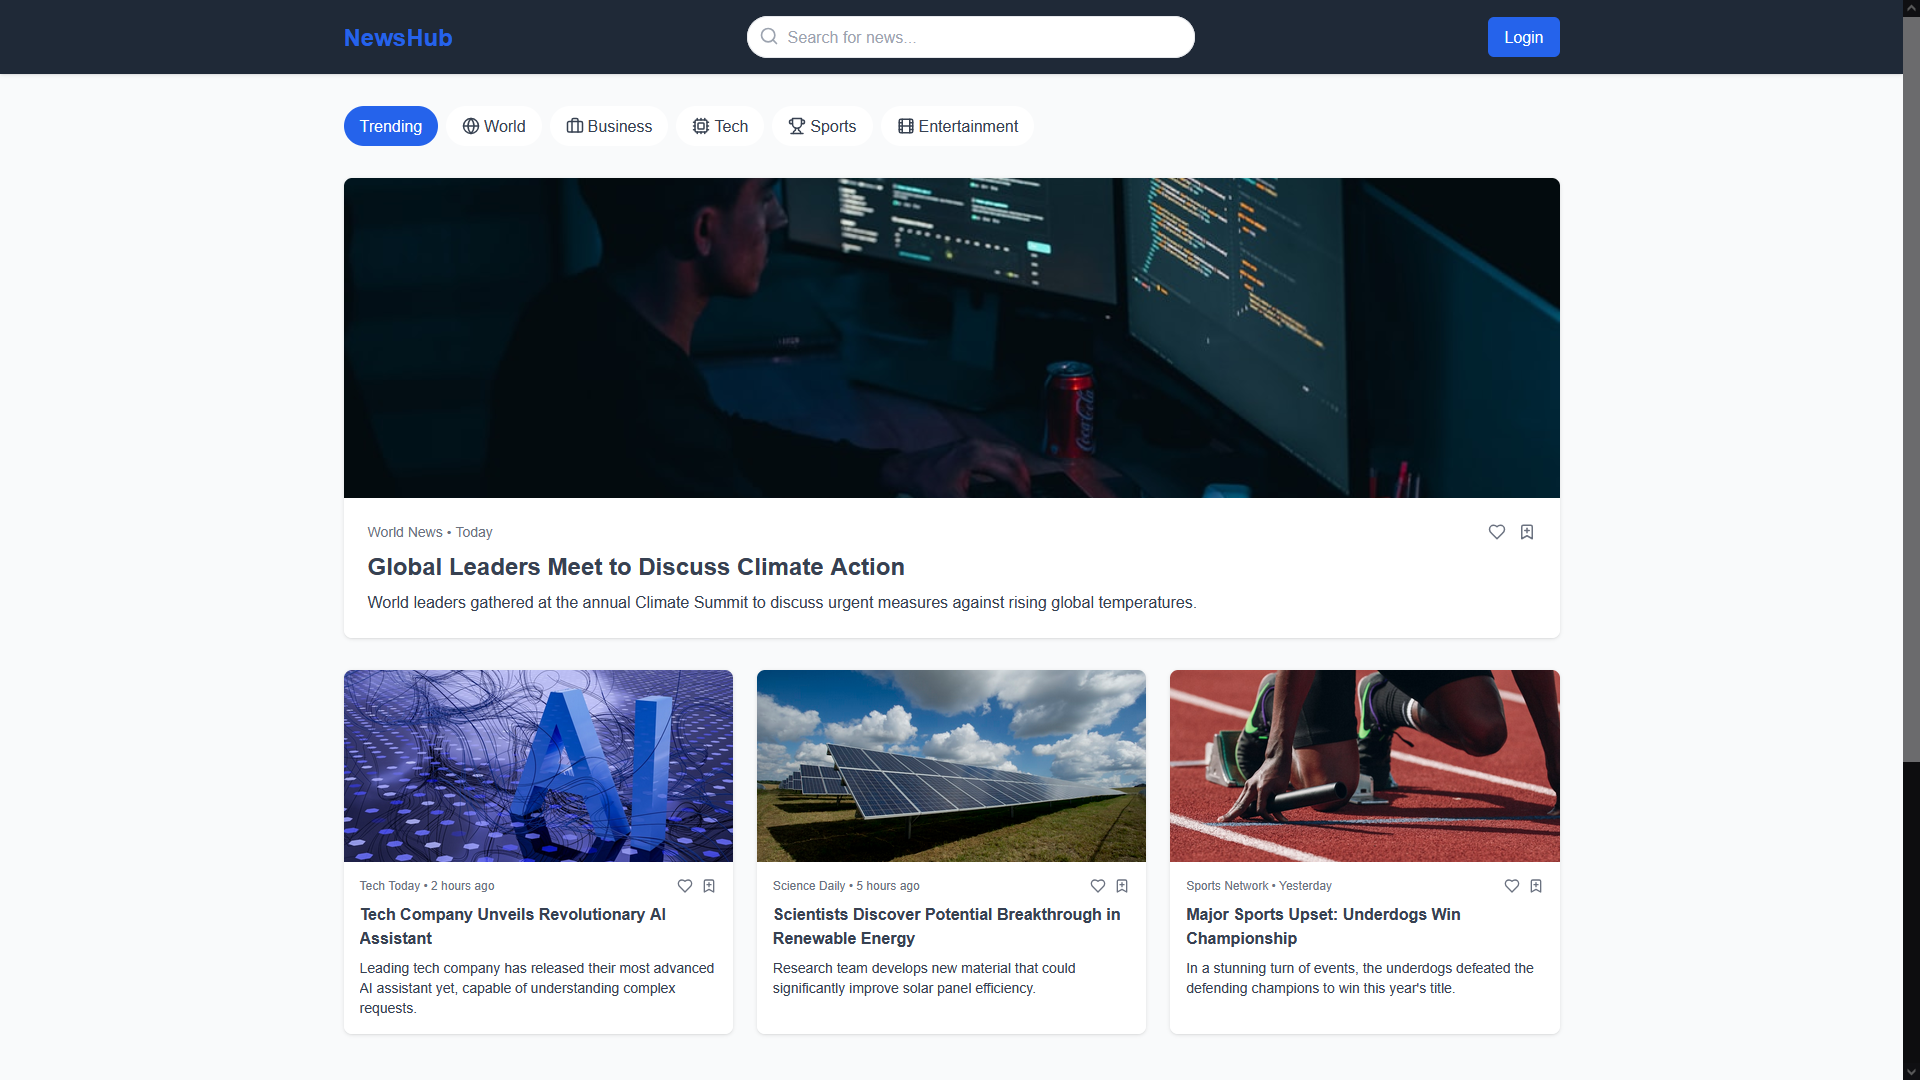 NewsHub
Search for news...
Login
Trending
World
Business
Tech
Sports
Entertainment
Coca-Cola
World News • Today
Global Leaders Meet to Discuss Climate Action
World leaders gathered at the annual Climate Summit to discuss urgent measures against rising global temperatures.
AI
Tech Today • 2 hours ago
Tech Company Unveils Revolutionary AI
Assistant
Leading tech company has released their most advanced
AI assistant yet, capable of understanding complex
requests.
Science Daily • 5 hours ago
Scientists Discover Potential Breakthrough in
Renewable Energy
Research team develops new material that could
significantly improve solar panel efficiency.
Sports Network • Yesterday
Major Sports Upset: Underdogs Win
Championship
In a stunning turn of events, the underdogs defeated the
defending champions to win this year's title.